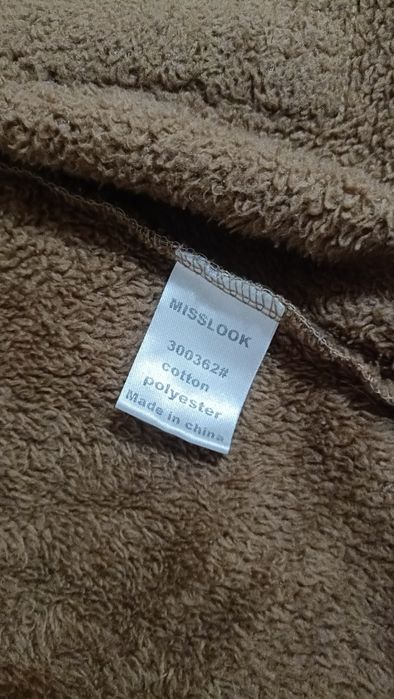 MISSLOOK
300362#
cotton
polyester
Made in china